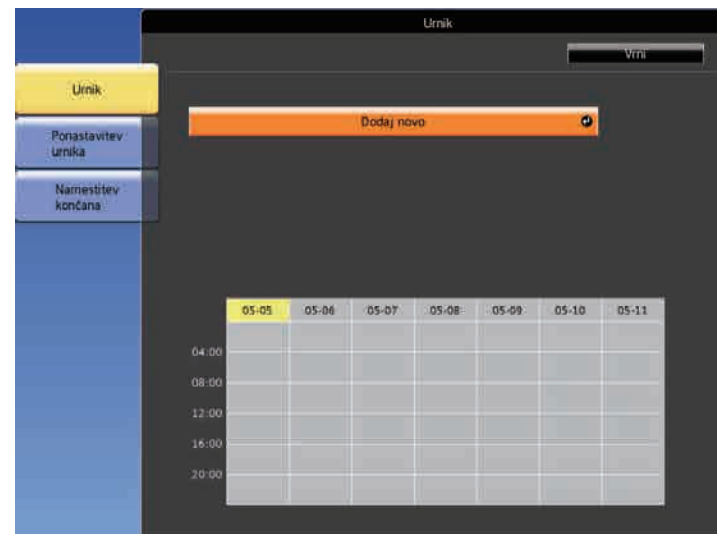 Urnik
Vrni
Urnik
Dodaj novo
Ponastavitev
urnika
Namestitev
končana
05-05 05-06 05-07 05-08 05-09 05-10 05-11
04:00
08:00
12:00
16:00
20:00